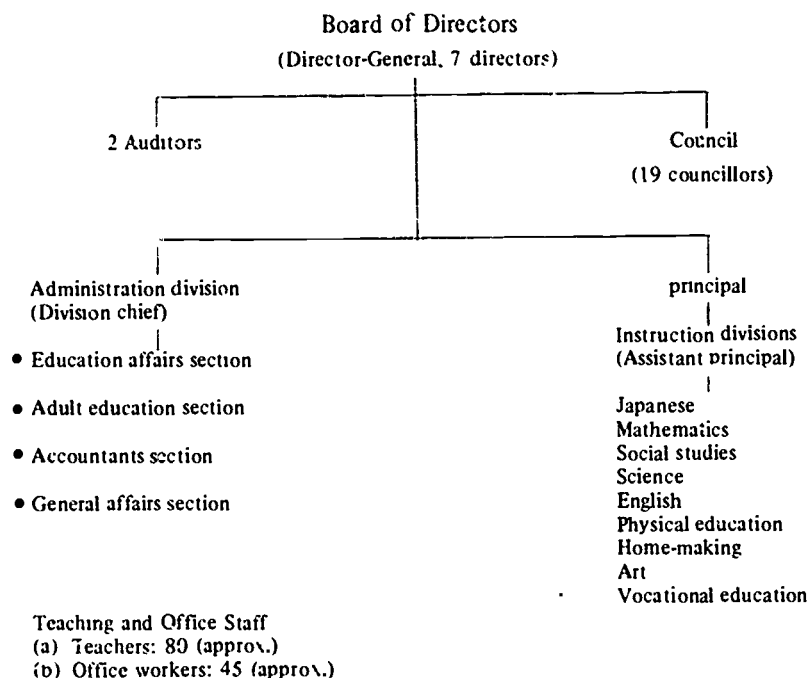 Board of Directors
(Director-General, 7 directors)
2 Auditors
Council
(19 councillors)
Administration division
(Division chief)
• Education affairs section
• Adult education section
• Accountants section
• General affairs section
principal
Instruction divisions
(Assistant principal)
Japanese
Mathematics
Social studies
Science
English
Physical education
Home-making
Art
Vocational education
Teaching and Office Staff
(a) Teachers: 80 (approx.)
(b) Office workers: 45 (approx.)